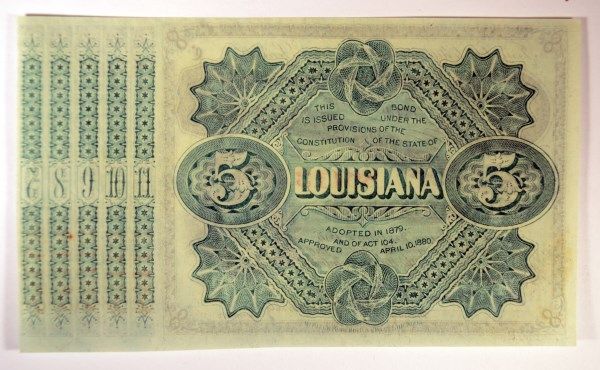 THIS BOND
IS ISSUED UNDER THE
PROVISIONS OF THE
CONSTITUTION OF THE STATE OF
7 8 9 10 11 5 LOUISIANA 5
ADOPTED IN 1879.
AND OF ACT 104.
APPROVED APRIL 10, 1880.